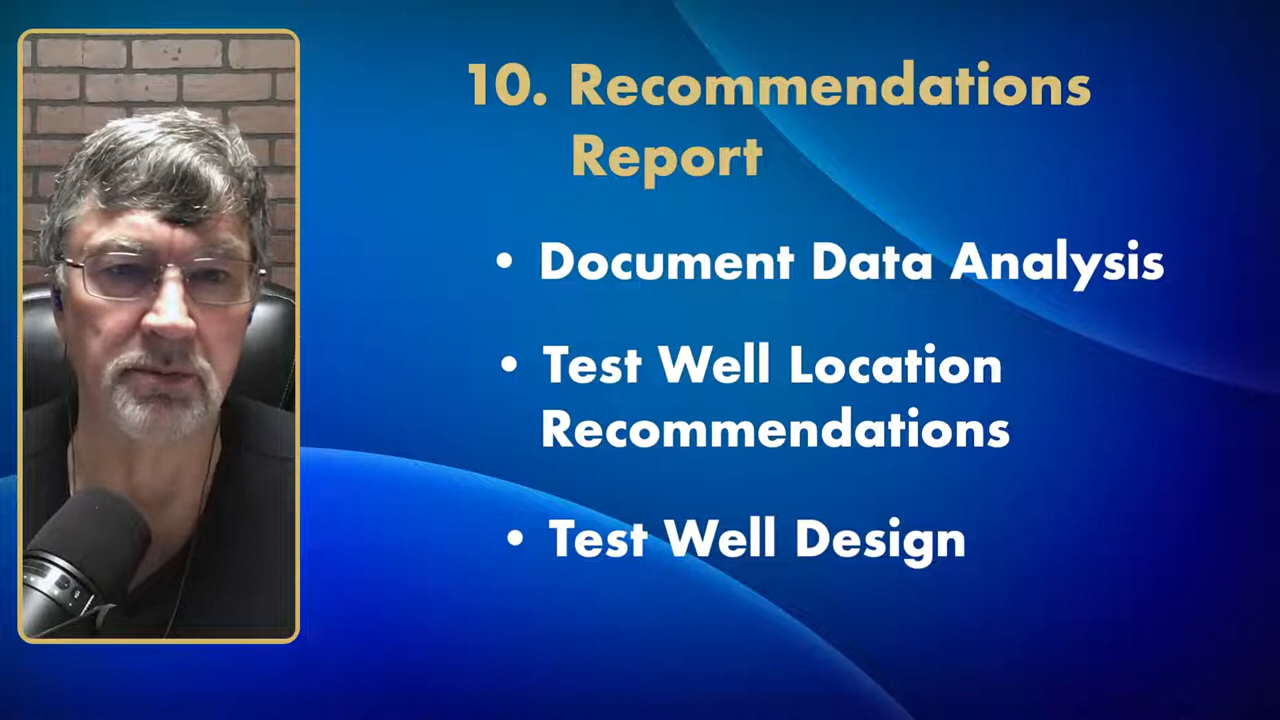 10. Recommendations
Report
• Document Data Analysis
• Test Well Location
Recommendations
• Test Well Design